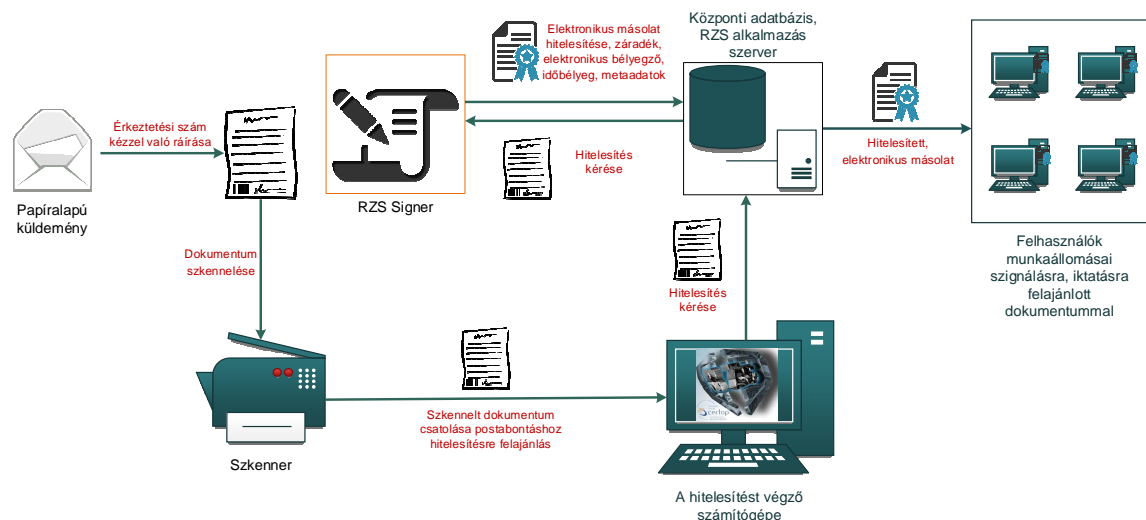 Elektronikus másolat
hitelesítése, záradék,
elektronikus bélyegző,
időbélyeg, metaadatok
Központi adatbázis,
RZS alkalmazás
szerver
Érkeztetési szám
kézzel való ráírása
Hitelesítés
kérése
Hitelesített,
elektronikus másolat
Papíralapú
küldemény
RZS Signer
Dokumentum
szkennelése
Hitelesítés
kérése
Felhasználók
munkaállomásai
szignálásra, iktatásra
felajánlott
dokumentummal
Szkennelt dokumentum
csatolása postabontáshoz
hitelesítésre felajánlás
certop
Szkenner
A hitelesítést végző
számítógépe